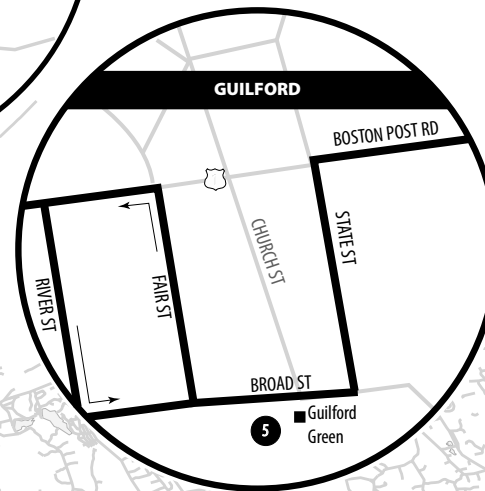 GUILFORD
BOSTON POST RD
STATE ST
CHURCH ST
FAIR ST
RIVER ST
BROAD ST
5
Guilford
Green